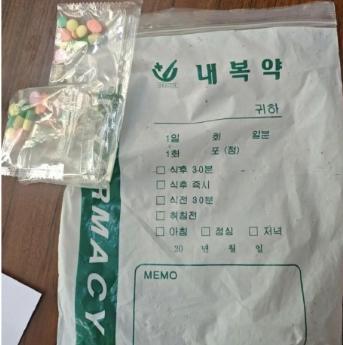 내복약
귀하
1일 회 일분
1회 포 (정)
□ 식후 30분
□ 식후 즉시
□ 식전 30분
□ 취침전
□ 아침 □ 점심 □ 저녁
20 년 월 일
MEMO
RMACY